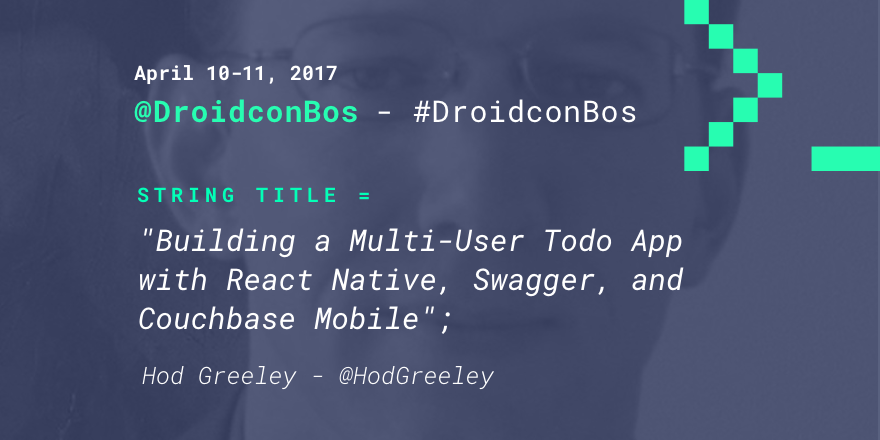 April 10-11, 2017
@DroidconBos - #DroidconBos
STRING TITLE =
"Building a Multi-User Todo App
with React Native, Swagger, and
Couchbase Mobile";
Hod Greeley - @HodGreeley